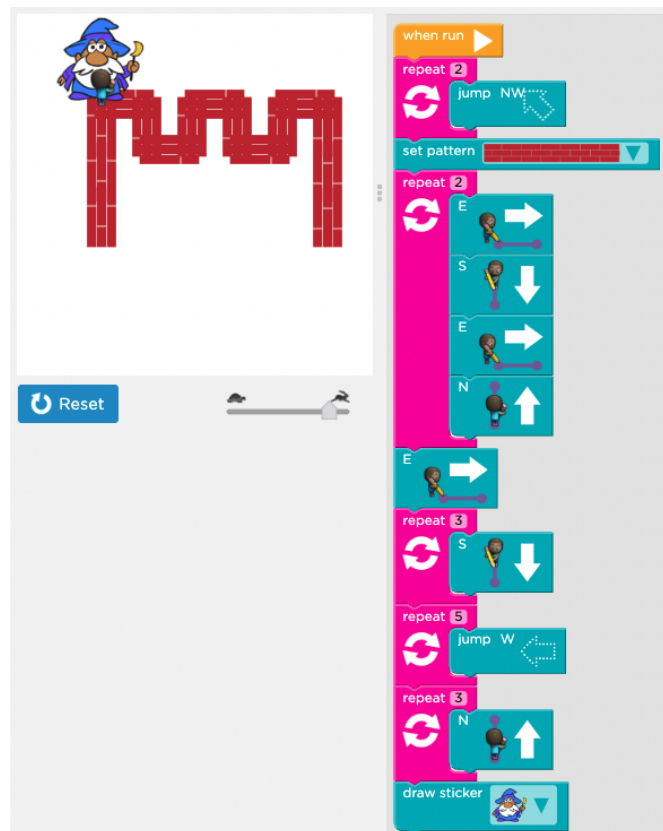 when run
repeat 2
jump NW
set pattern
repeat 2
E
S
E
N
E
repeat 3
S
repeat 5
jump W
repeat 3
N
draw sticker
Reset